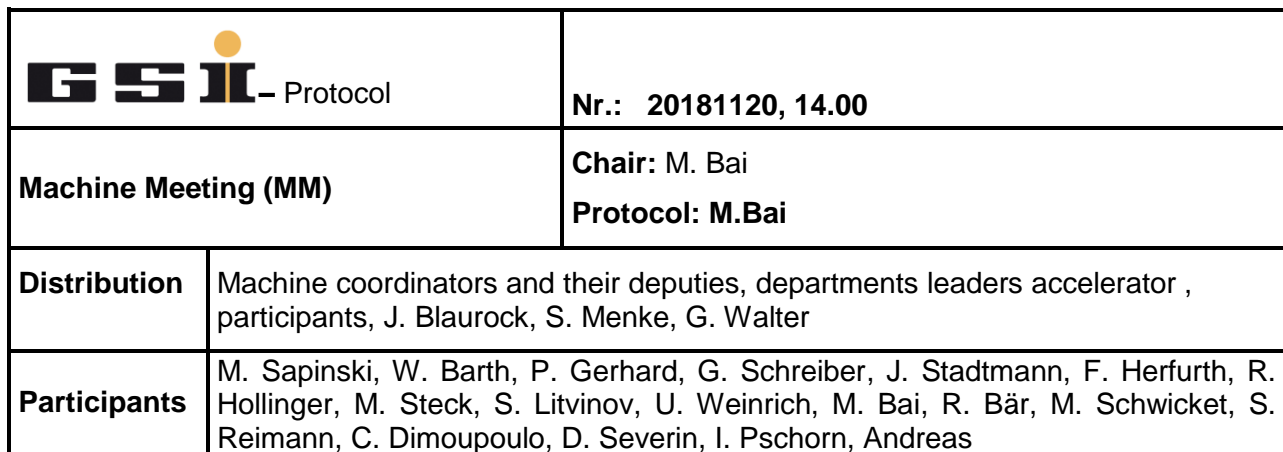 GSI– Protocol
Nr.: 20181120, 14.00
Machine Meeting (MM)
Chair: M. Bai
Protocol: M.Bai
Distribution
Machine coordinators and their deputies, departments leaders accelerator ,
participants, J. Blaurock, S. Menke, G. Walter
Participants
M. Sapinski, W. Barth, P. Gerhard, G. Schreiber, J. Stadtmann, F. Herfurth, R.
Hollinger, M. Steck, S. Litvinov, U. Weinrich, M. Bai, R. Bär, M. Schwicket, S.
Reimann, C. Dimoupoulo, D. Severin, I. Pschorn, Andreas